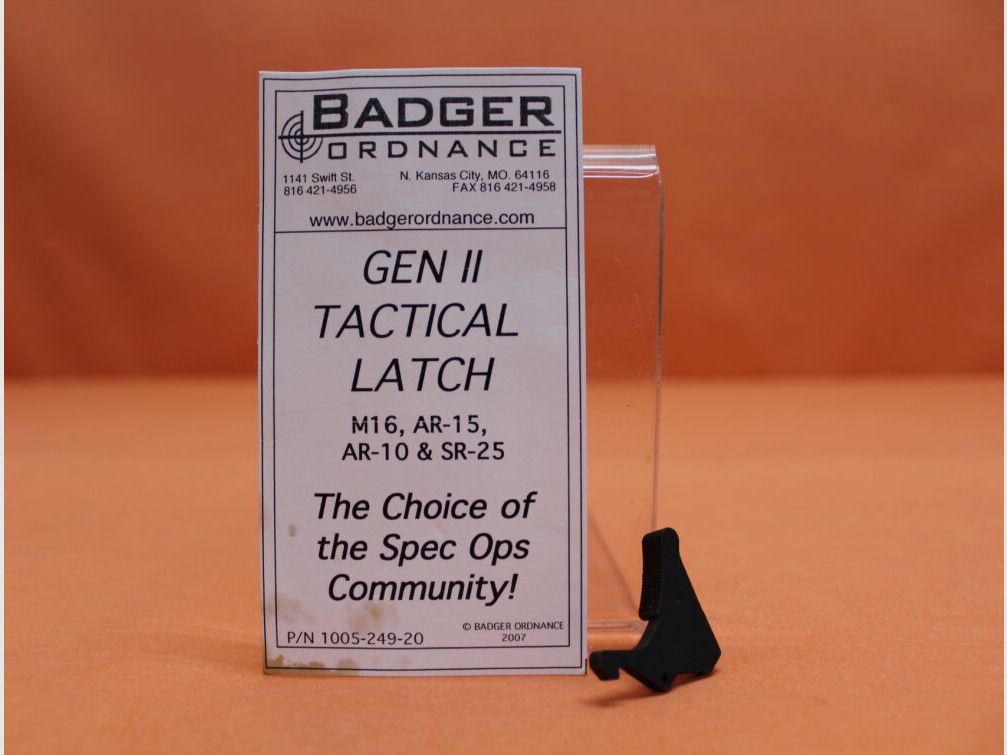 BADGER
ORDNANCE
1141 Swift St. N. Kansas City, MO. 64116
816 421-4956 FAX 816 421-4958
www.badgerordnance.com
GEN II
TACTICAL
LATCH
M16, AR-15,
AR-10 & SR-25
The Choice of
the Spec Ops
Community!
© BADGER ORDNANCE
P/N 1005-249-20 2007